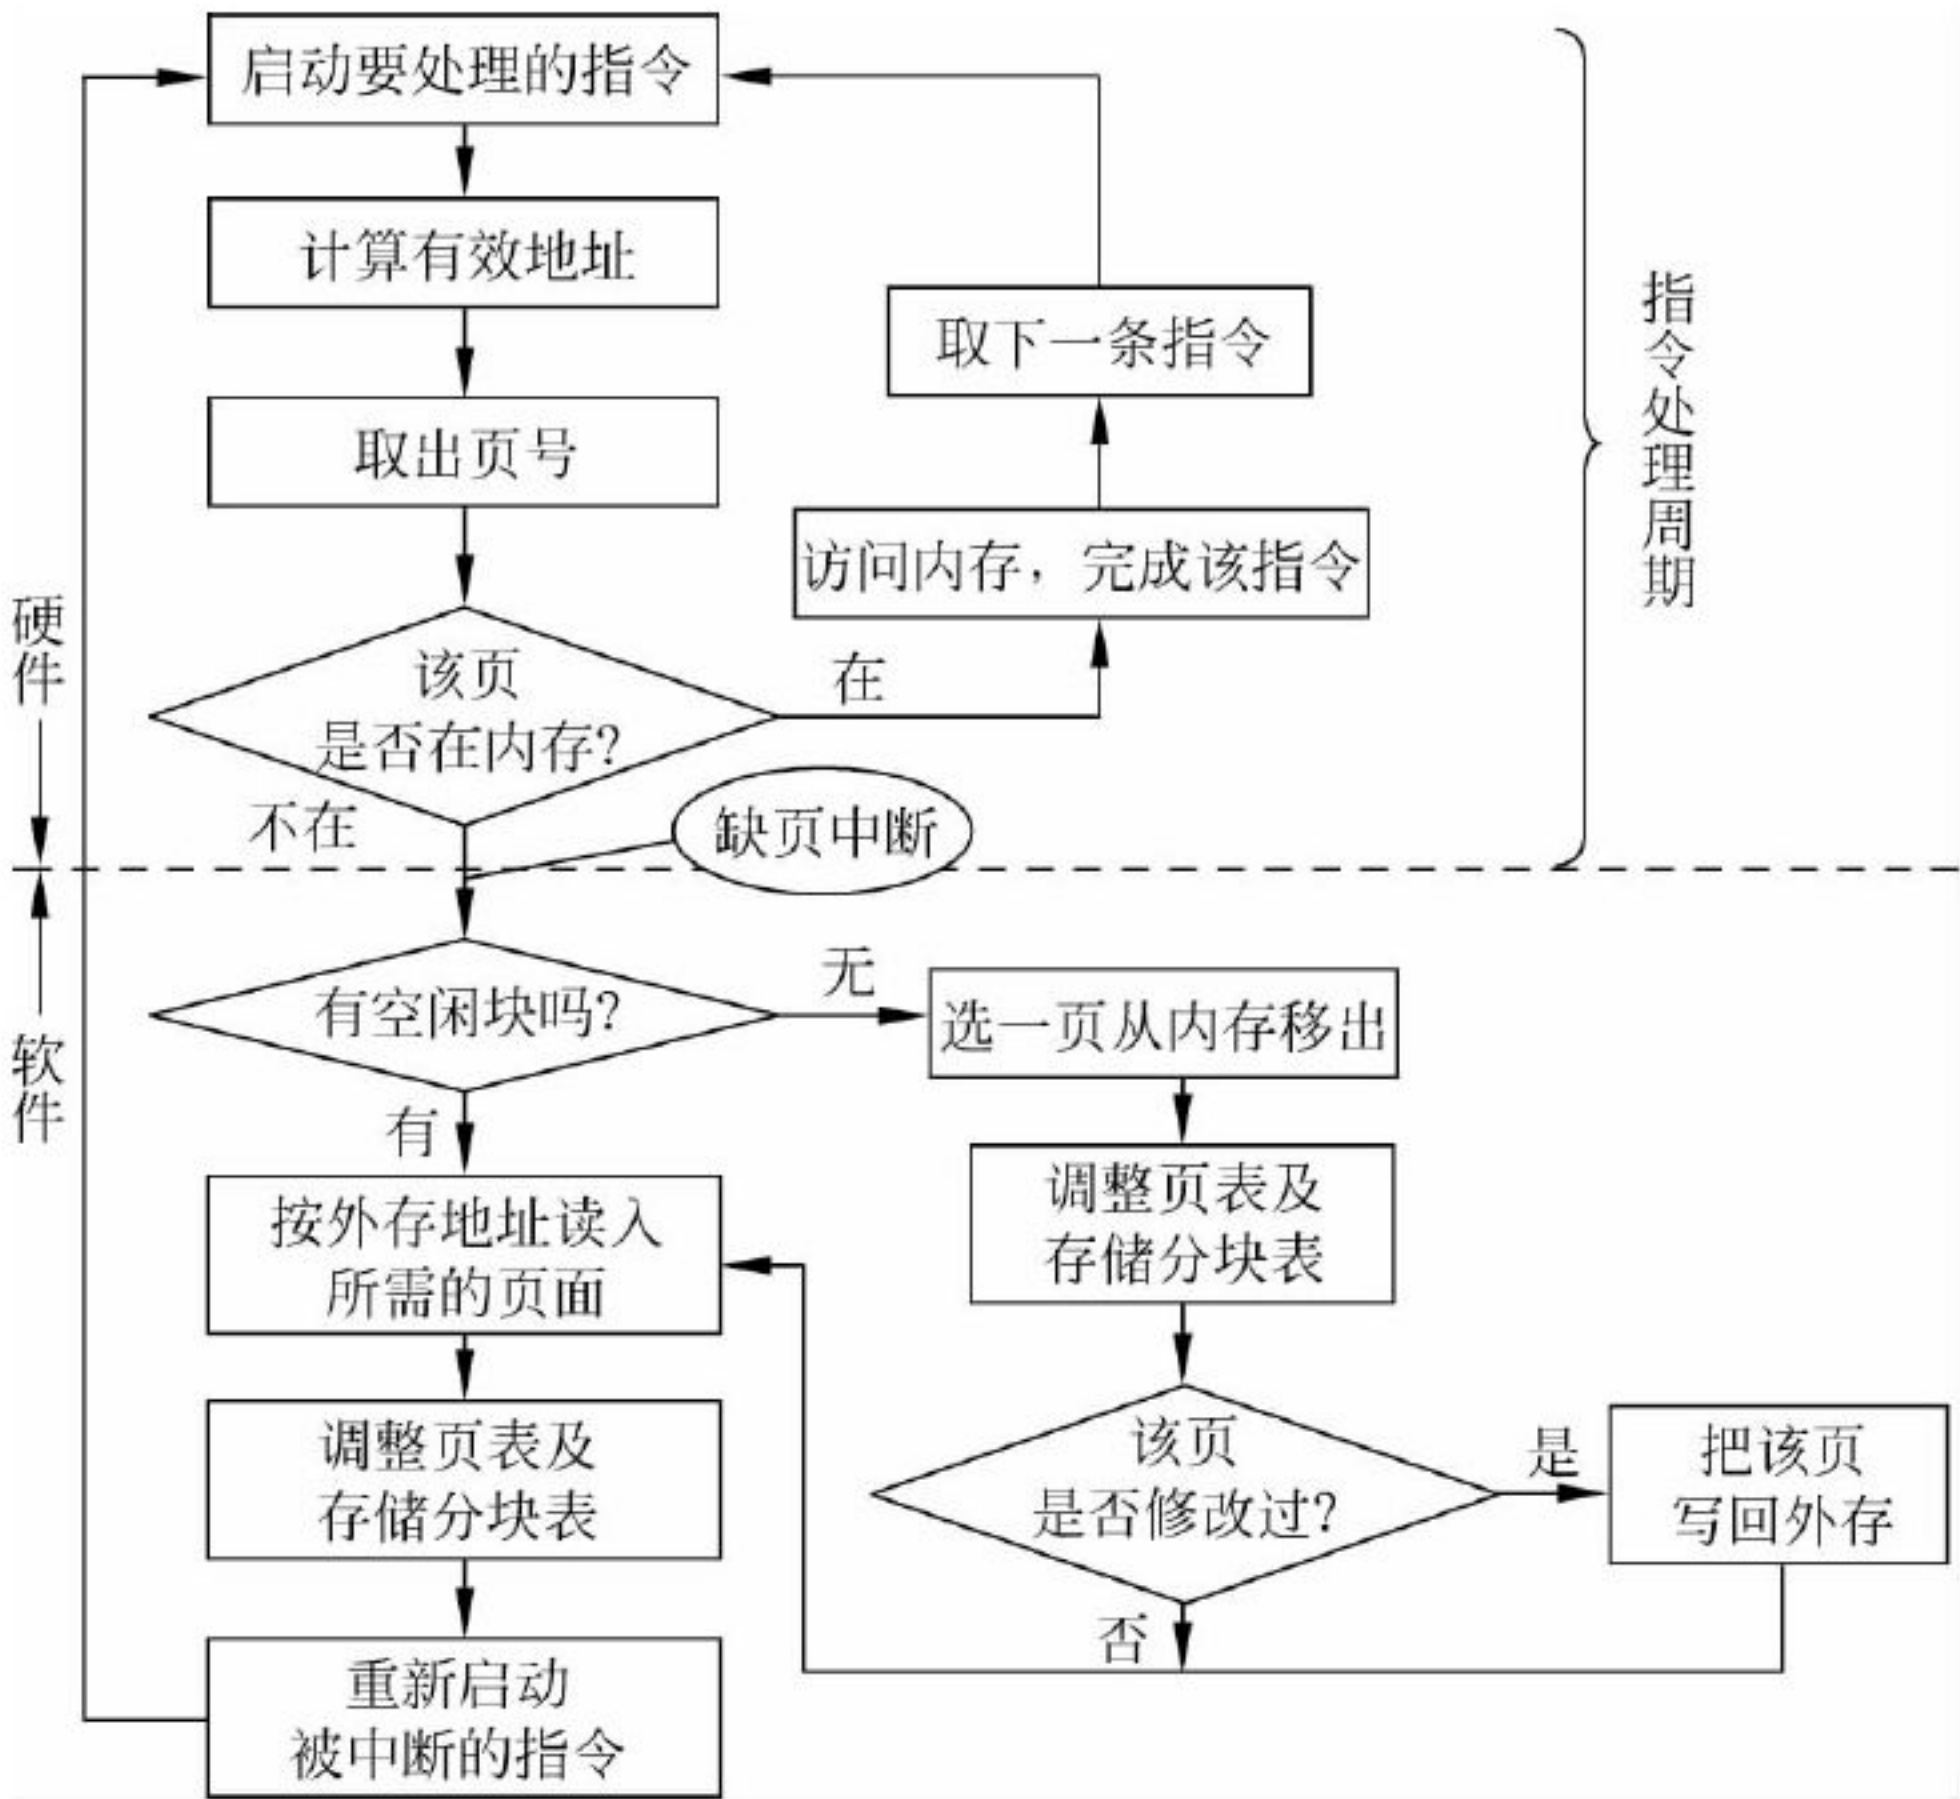 启动要处理的指令
计算有效地址
取出页号
该页
是否在内存?
在
不在
访问内存，完成该指令
取下一条指令
指令处理周期
硬件
缺页中断
软件
有空闲块吗?
无
有
选一页从内存移出
调整页表及
存储分块表
该页
是否修改过?
是
否
把该页
写回外存
按外存地址读入
所需的页面
调整页表及
存储分块表
重新启动
被中断的指令